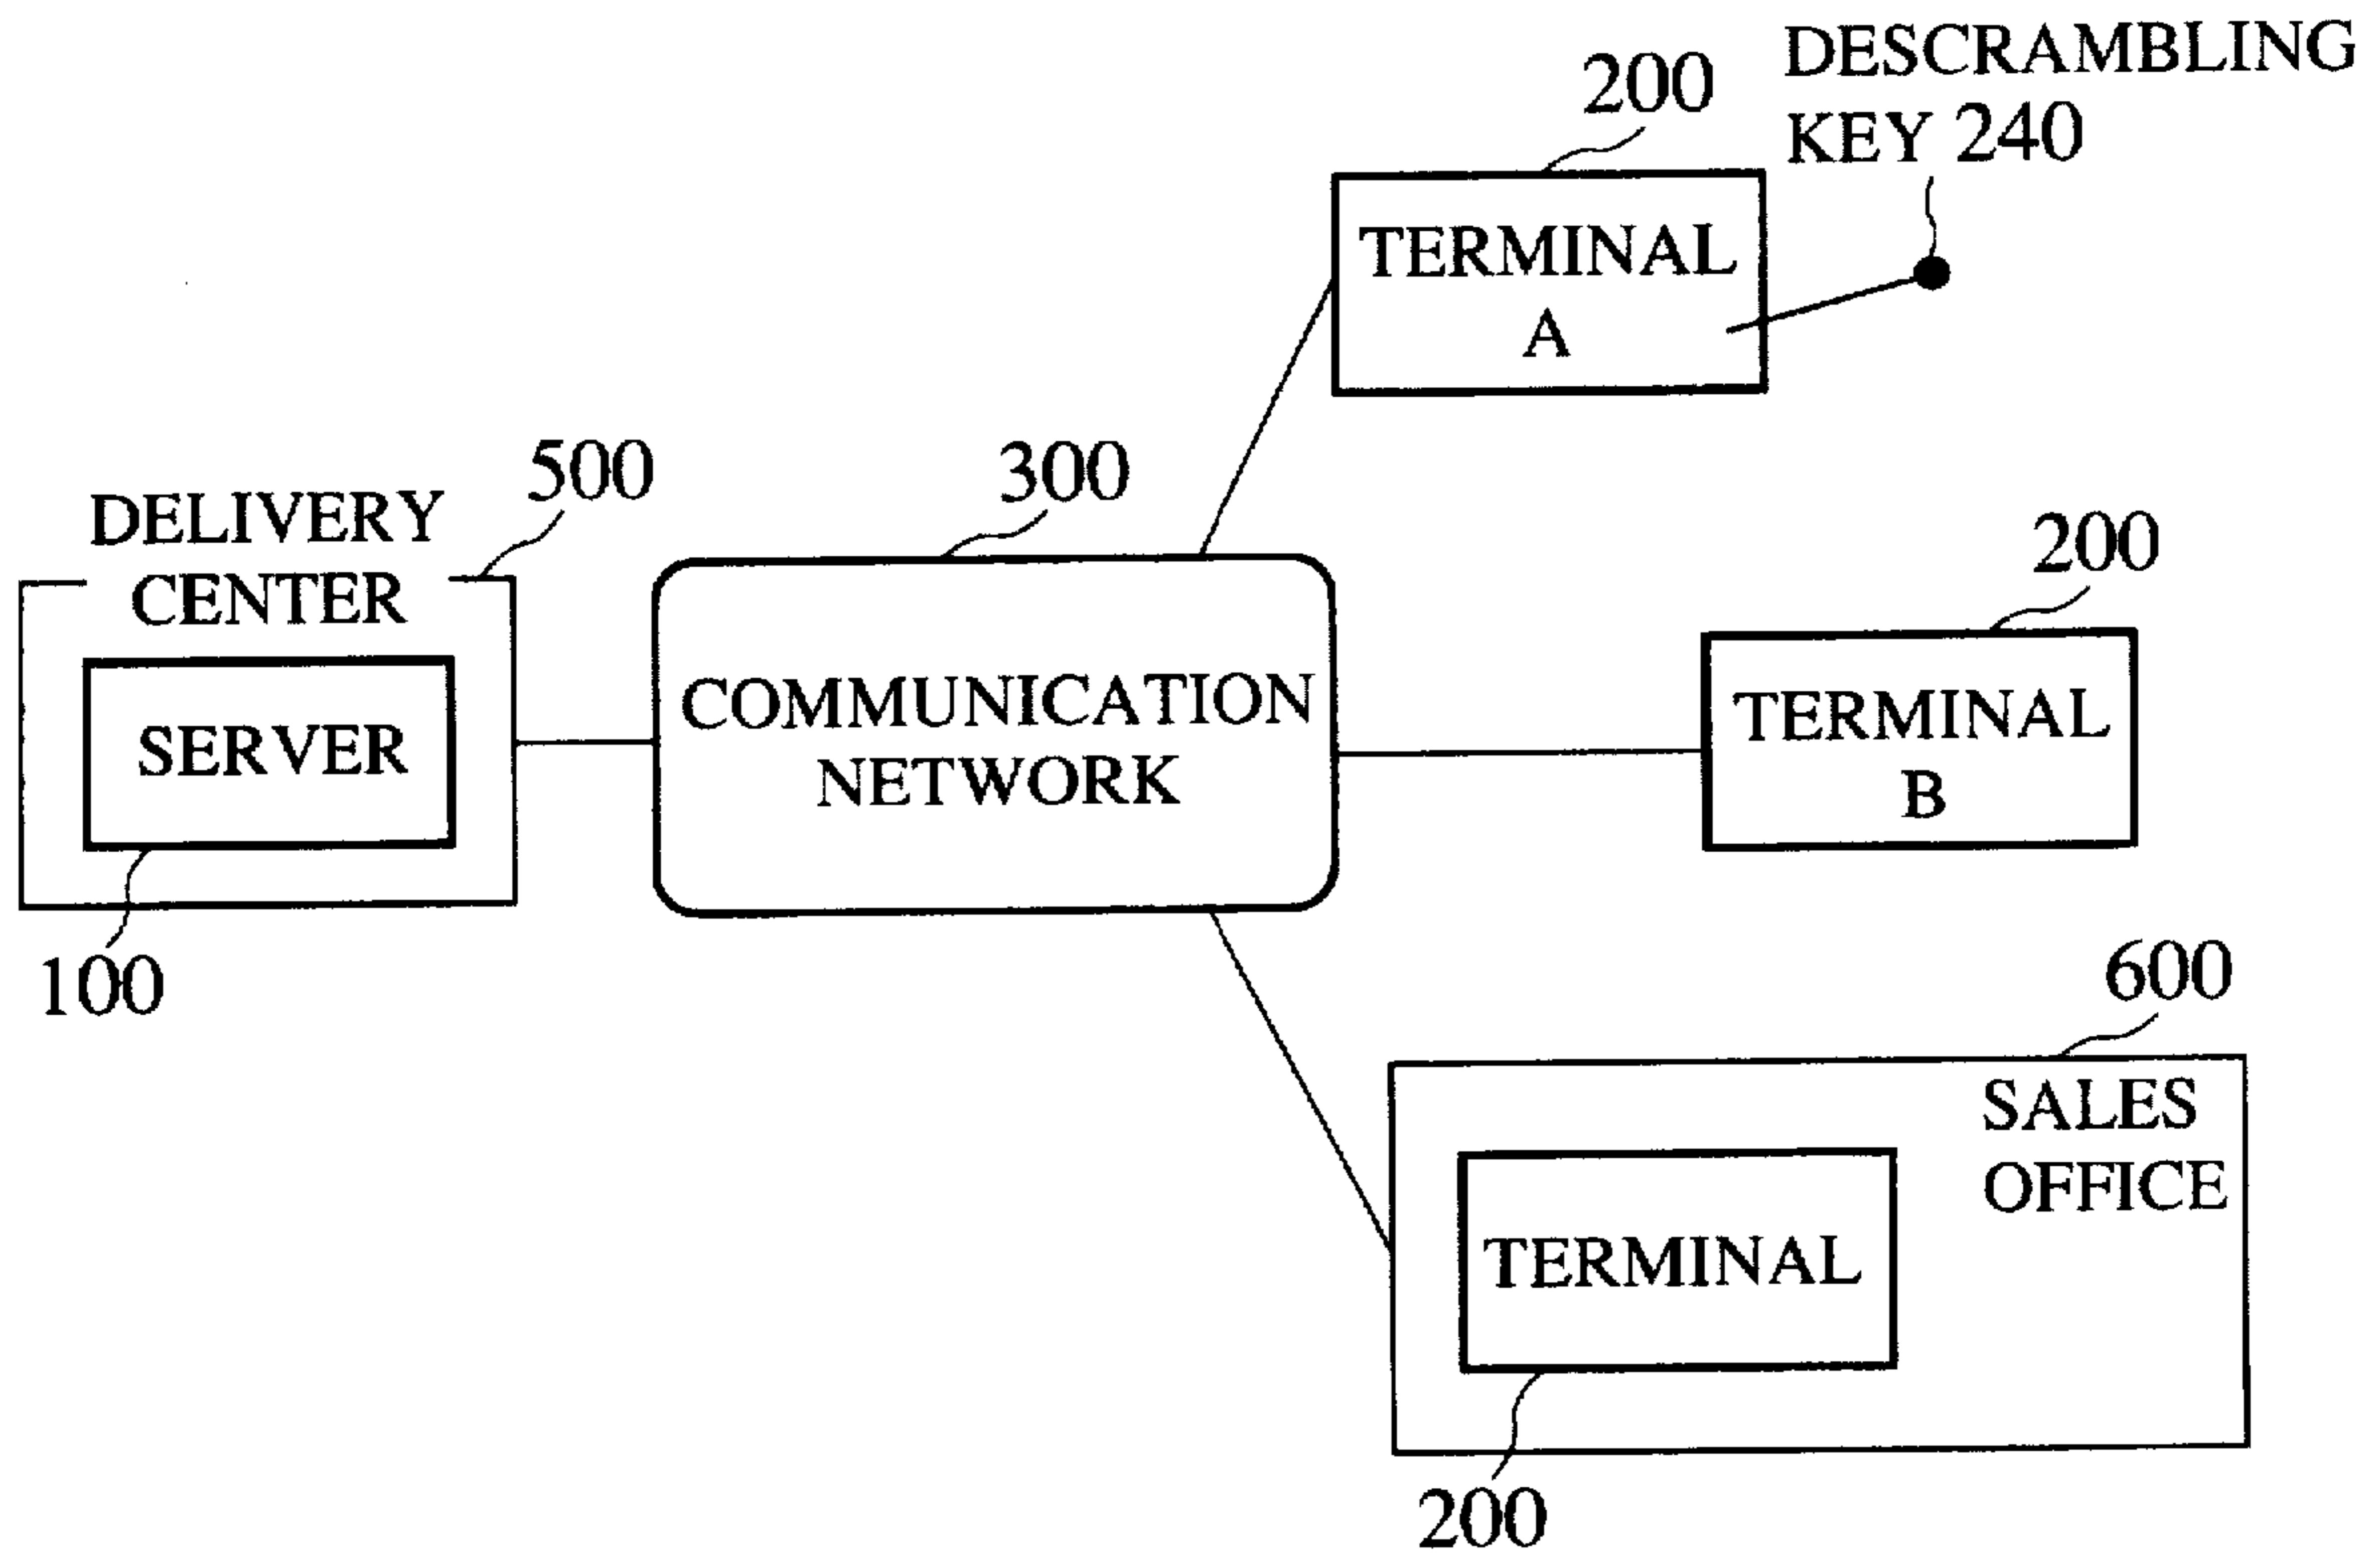 200
DESCRAMBLING
KEY 240
TERMINAL
A
500
DELIVERY
CENTER
SERVER
100
300
COMMUNICATION
NETWORK
200
TERMINAL
B
600
SALES
OFFICE
TERMINAL
200